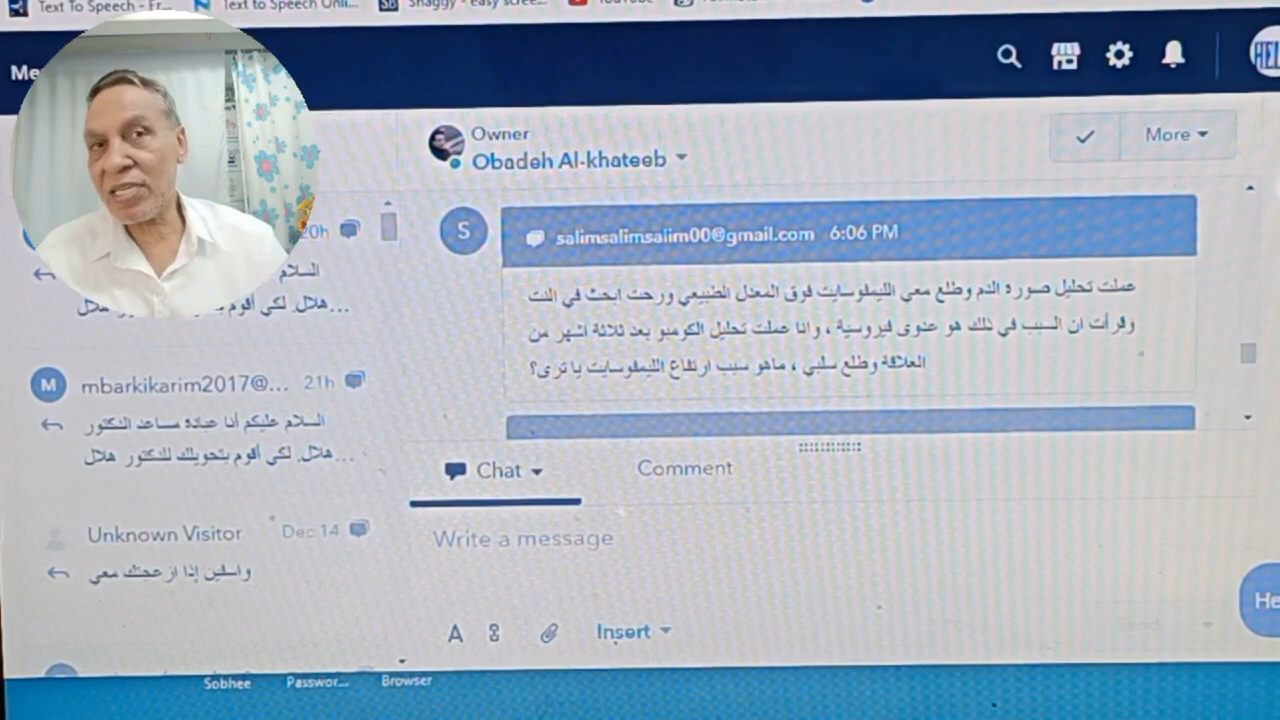 Text To Speech - Fr...
Text to Speech Onli...
easy scree...
Me
Owner
Obadeh Al-khateeb
More
20h
السلام
هلال. لكي أقوم
هلال...
S
salimsalimsalim00@gmail.com 6:06 PM
عملت تحليل صورة الدم وطلع معي الليمفوسايت فوق المعدل الطبيعي ورحت ابحث في النت
وقرأت ان السبب في ذلك هو عدوى فيروسية ، وانا عملت تحليل الكومبو بعد ثلاثة اشهر من
العلاقة وطلع سلبي ، ماهو سبب ارتفاع الليمفوسايت يا ترى؟
M
mbarkikarim2017@... 21h
السلام عليكم أنا عبادة مساعد الدكتور
هلال. لكي أقوم بتحويلك للدكتور هلال...
Unknown Visitor Dec 14
واسفين إذا ازعجتك معي
Chat
Comment
Write a message
A
Insert
Send
He
Sobhee
Passwor...
Browser